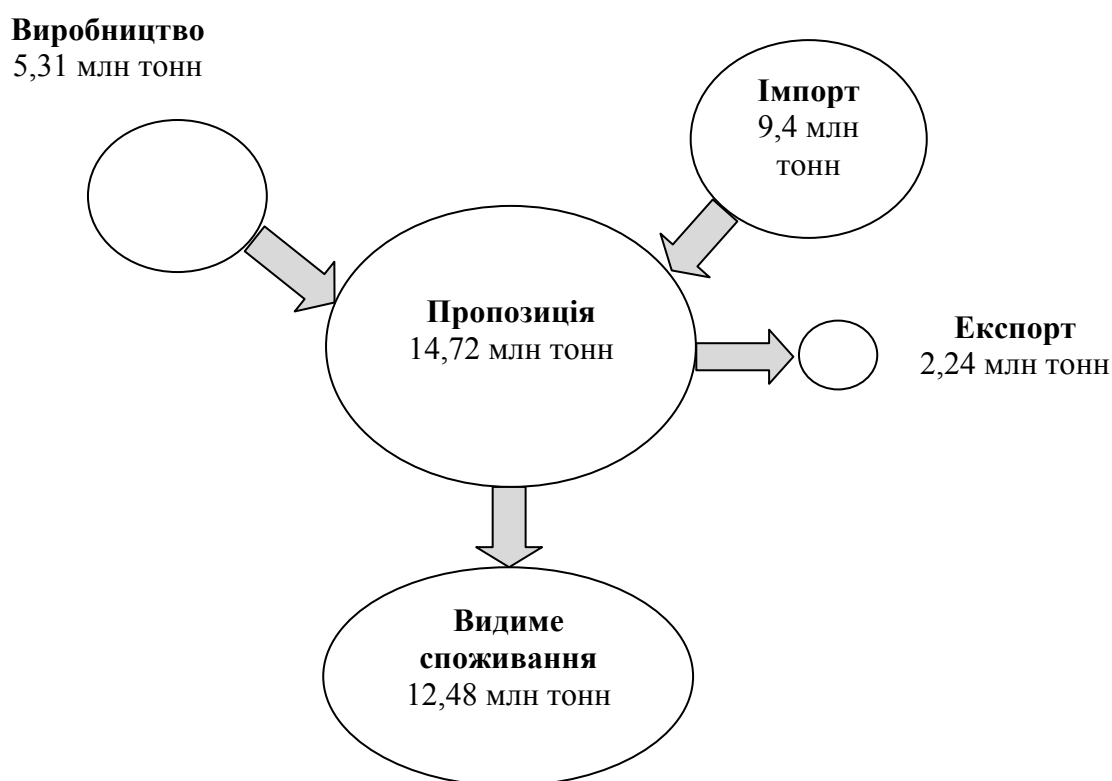 Виробництво
5,31 млн тонн
Імпорт
9,4 млн
тонн
Пропозиція
14,72 млн тонн
Експорт
2,24 млн тонн
Видиме
споживання
12,48 млн тонн